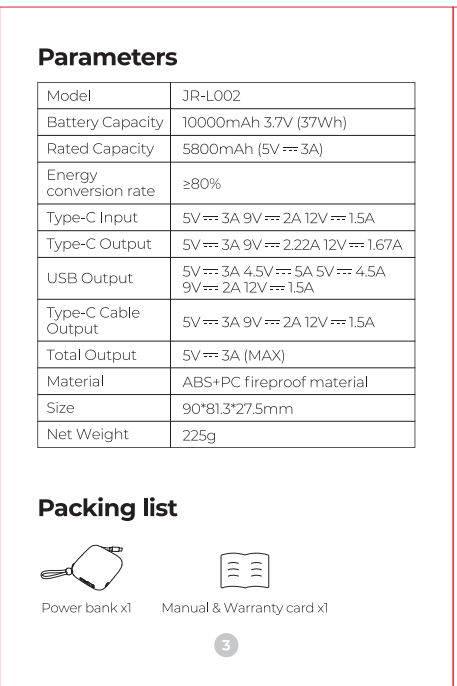 Parameters
Model JR-L002
Battery Capacity 10000mAh 3.7V (37Wh)
Rated Capacity 5800mAh (5V ⎓ 3A)
Energy
conversion rate ≥80%
Type-C Input 5V ⎓ 3A 9V ⎓ 2A 12V ⎓ 1.5A
Type-C Output 5V ⎓ 3A 9V ⎓ 2.22A 12V ⎓ 1.67A
USB Output 5V ⎓ 3A 4.5V ⎓ 5A 5V ⎓ 4.5A
9V ⎓ 2A 12V ⎓ 1.5A
Type-C Cable
Output 5V ⎓ 3A 9V ⎓ 2A 12V ⎓ 1.5A
Total Output 5V ⎓ 3A (MAX)
Material ABS+PC fireproof material
Size 90*81.3*27.5mm
Net Weight 225g
Packing list
Power bank x1 Manual & Warranty card x1
3